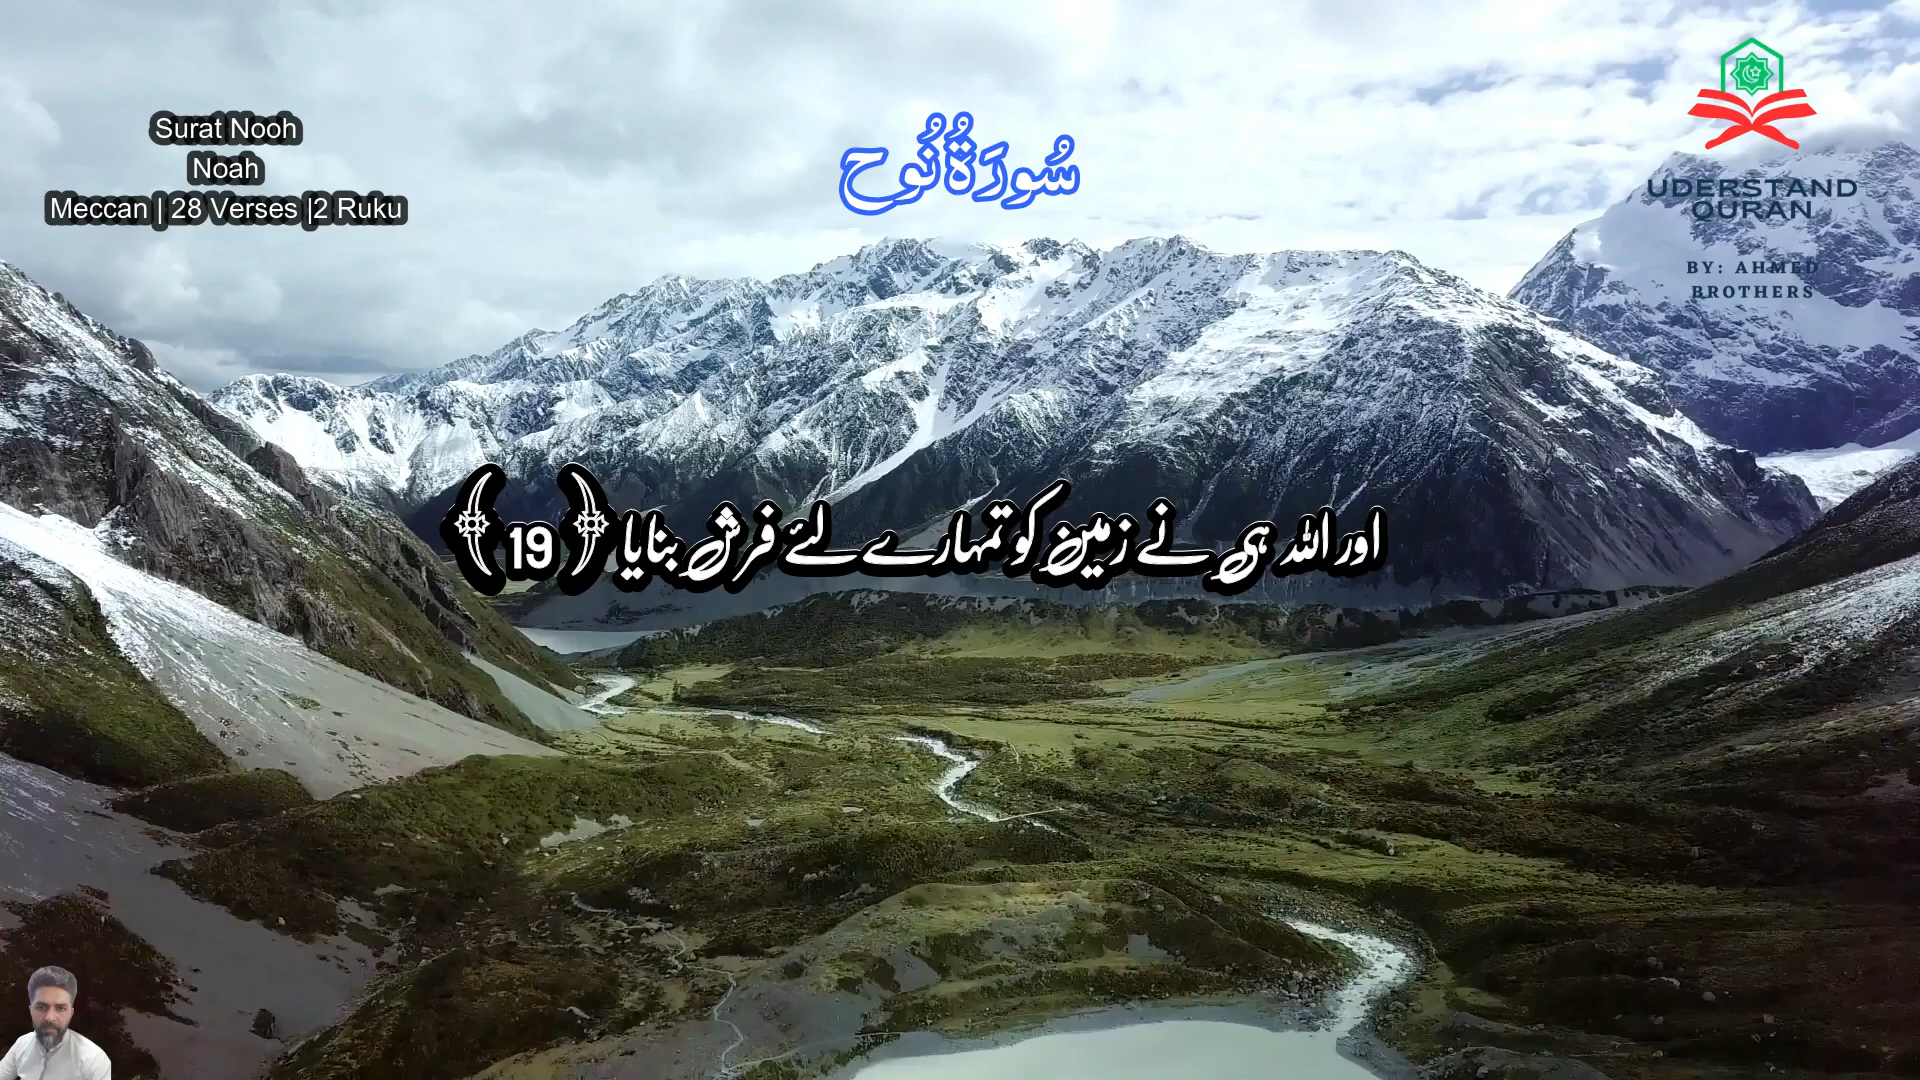 Surat Nooh
Noah
Meccan | 28 Verses |2 Ruku
سُورَةُ نُوح
UDERSTAND
QURAN
BY: AHMED
BROTHERS
اور اللہ ہی نے زمین کو تمہارے لئے فرش بنایا ﴿19﴾